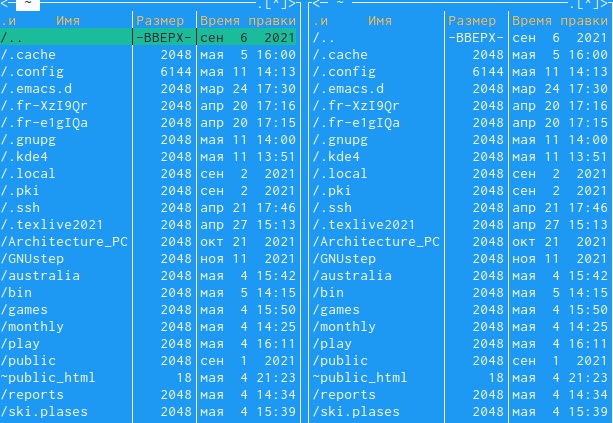 <— ~ —.[^]>
.и Имя Размер Время правки
/.. -ВВЕРХ- сен 6 2021
/.cache 2048 мая 5 16:00
/.config 6144 мая 11 14:13
/.emacs.d 2048 мар 24 17:30
/.fr-XzI9Qr 2048 апр 20 17:16
/.fr-e1gIQa 2048 апр 20 17:15
/.gnupg 2048 мая 11 14:00
/.kde4 2048 мая 11 13:51
/.local 2048 сен 2 2021
/.pki 2048 сен 2 2021
/.ssh 2048 апр 21 17:46
/.texlive2021 2048 апр 27 15:13
/Architecture_PC 2048 окт 21 2021
/GNUstep 2048 ноя 11 2021
/australia 2048 мая 4 15:42
/bin 2048 мая 5 14:15
/games 2048 мая 4 15:50
/monthly 2048 мая 4 14:25
/play 2048 мая 4 16:11
/public 2048 сен 1 2021
~public_html 18 мая 4 21:23
/reports 2048 мая 4 14:34
/ski.plases 2048 мая 4 15:39
<— ~ —.[^]>
.и Имя Размер Время правки
/.. -ВВЕРХ- сен 6 2021
/.cache 2048 мая 5 16:00
/.config 6144 мая 11 14:13
/.emacs.d 2048 мар 24 17:30
/.fr-XzI9Qr 2048 апр 20 17:16
/.fr-e1gIQa 2048 апр 20 17:15
/.gnupg 2048 мая 11 14:00
/.kde4 2048 мая 11 13:51
/.local 2048 сен 2 2021
/.pki 2048 сен 2 2021
/.ssh 2048 апр 21 17:46
/.texlive2021 2048 апр 27 15:13
/Architecture_PC 2048 окт 21 2021
/GNUstep 2048 ноя 11 2021
/australia 2048 мая 4 15:42
/bin 2048 мая 5 14:15
/games 2048 мая 4 15:50
/monthly 2048 мая 4 14:25
/play 2048 мая 4 16:11
/public 2048 сен 1 2021
~public_html 18 мая 4 21:23
/reports 2048 мая 4 14:34
/ski.plases 2048 мая 4 15:39